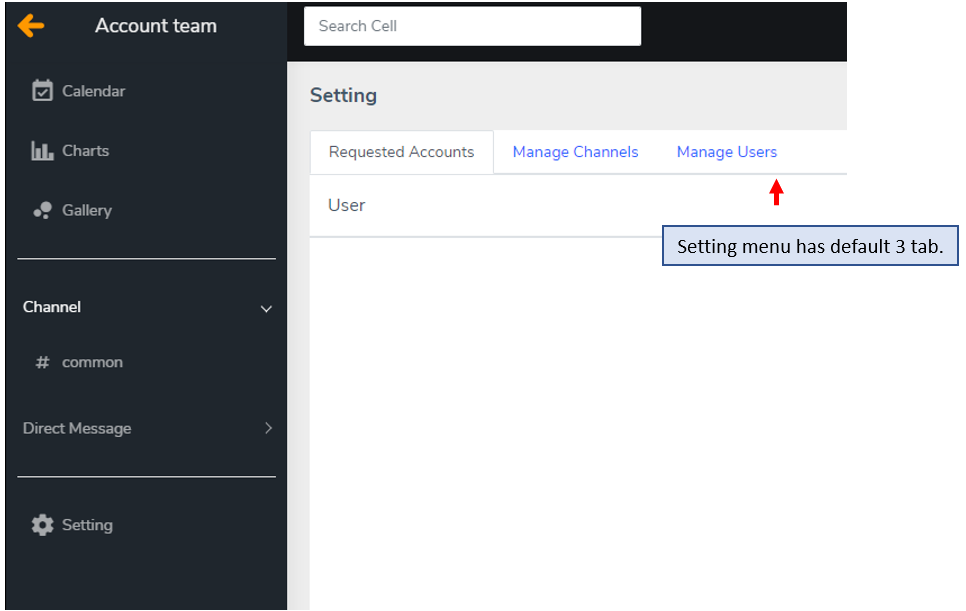 Account team
Search Cell
Calendar
Charts
Gallery
Channel
# common
Direct Message
Setting
Setting
Requested Accounts
Manage Channels
Manage Users
User
Setting menu has default 3 tab.